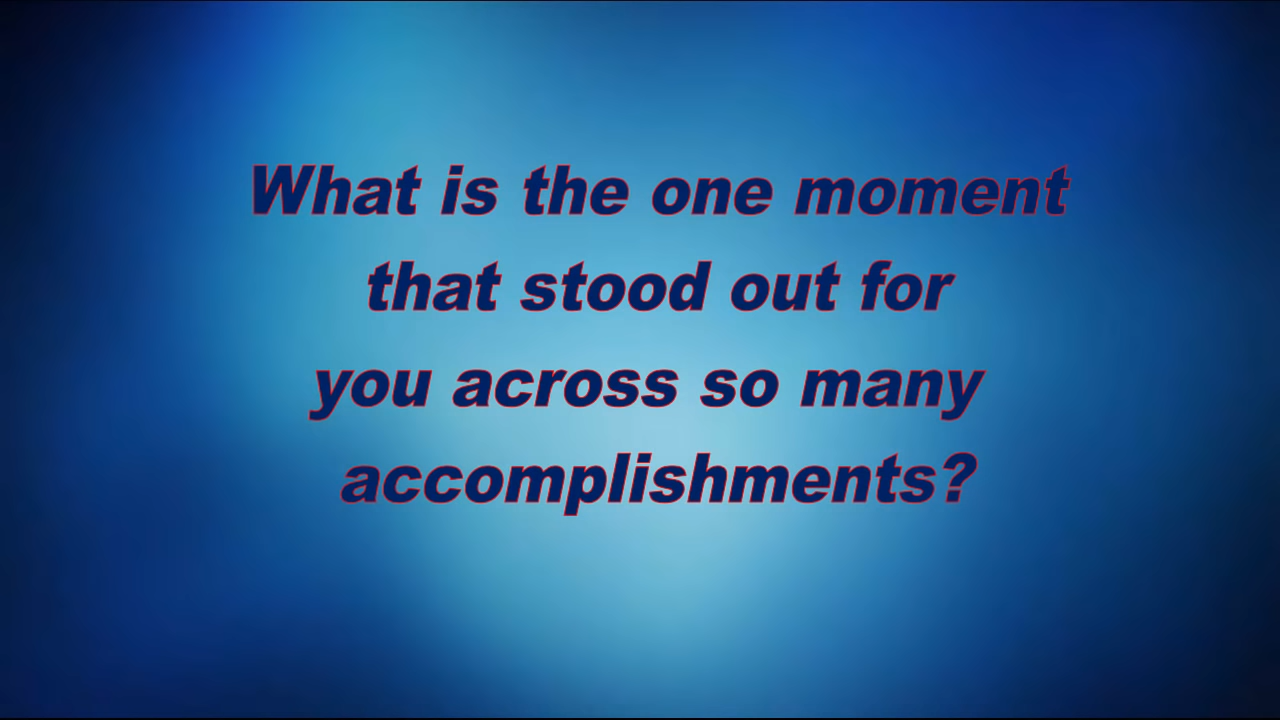 What is the one moment
that stood out for
you across so many
accomplishments?